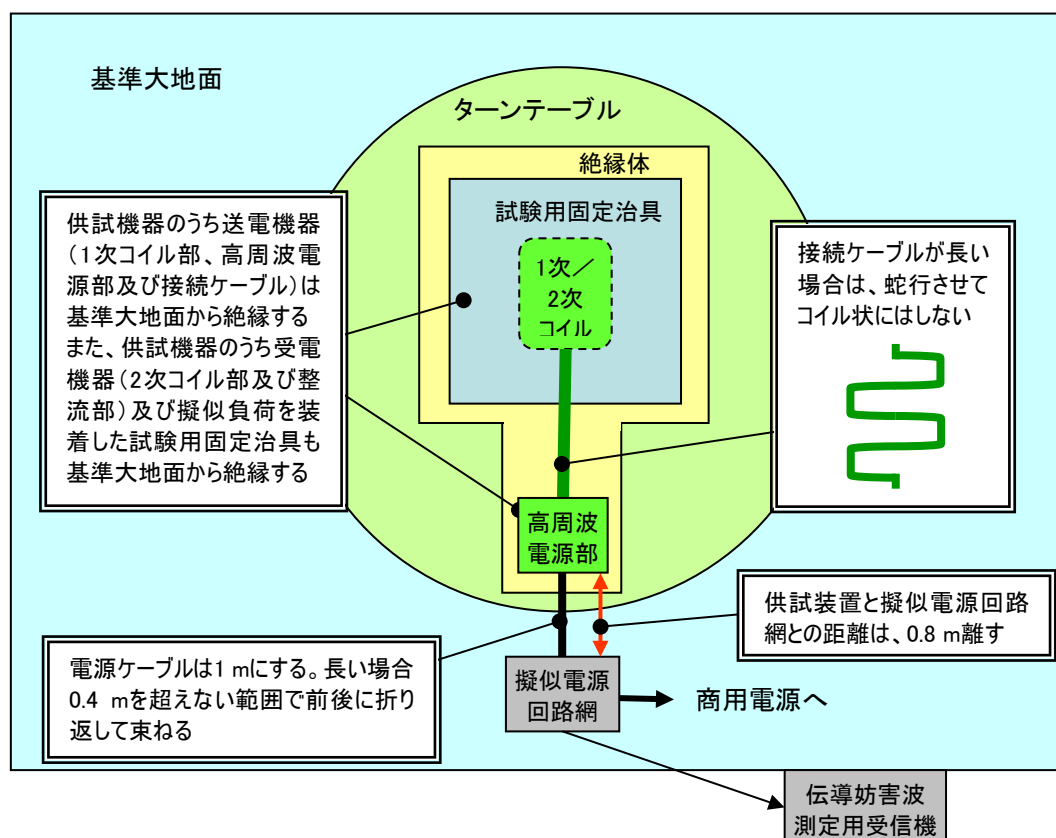 基準大地面
ターンテーブル
絶縁体
試験用固定治具
1次／
2次
コイル
供試機器のうち送電機器
(1次コイル部、高周波電
源部及び接続ケーブル)は
基準大地面から絶縁する
また、供試機器のうち受電
機器(2次コイル部及び整
流部)及び擬似負荷を装
着した試験用固定治具も
基準大地面から絶縁する
接続ケーブルが長い
場合は、蛇行させて
コイル状にはしない
高周波
電源部
供試装置と擬似電源回路
網との距離は、0.8 m離す
電源ケーブルは1 mにする。長い場合
0.4 mを超えない範囲で前後に折り
返して束ねる
擬似電源
回路網
商用電源へ
伝導妨害波
測定用受信機